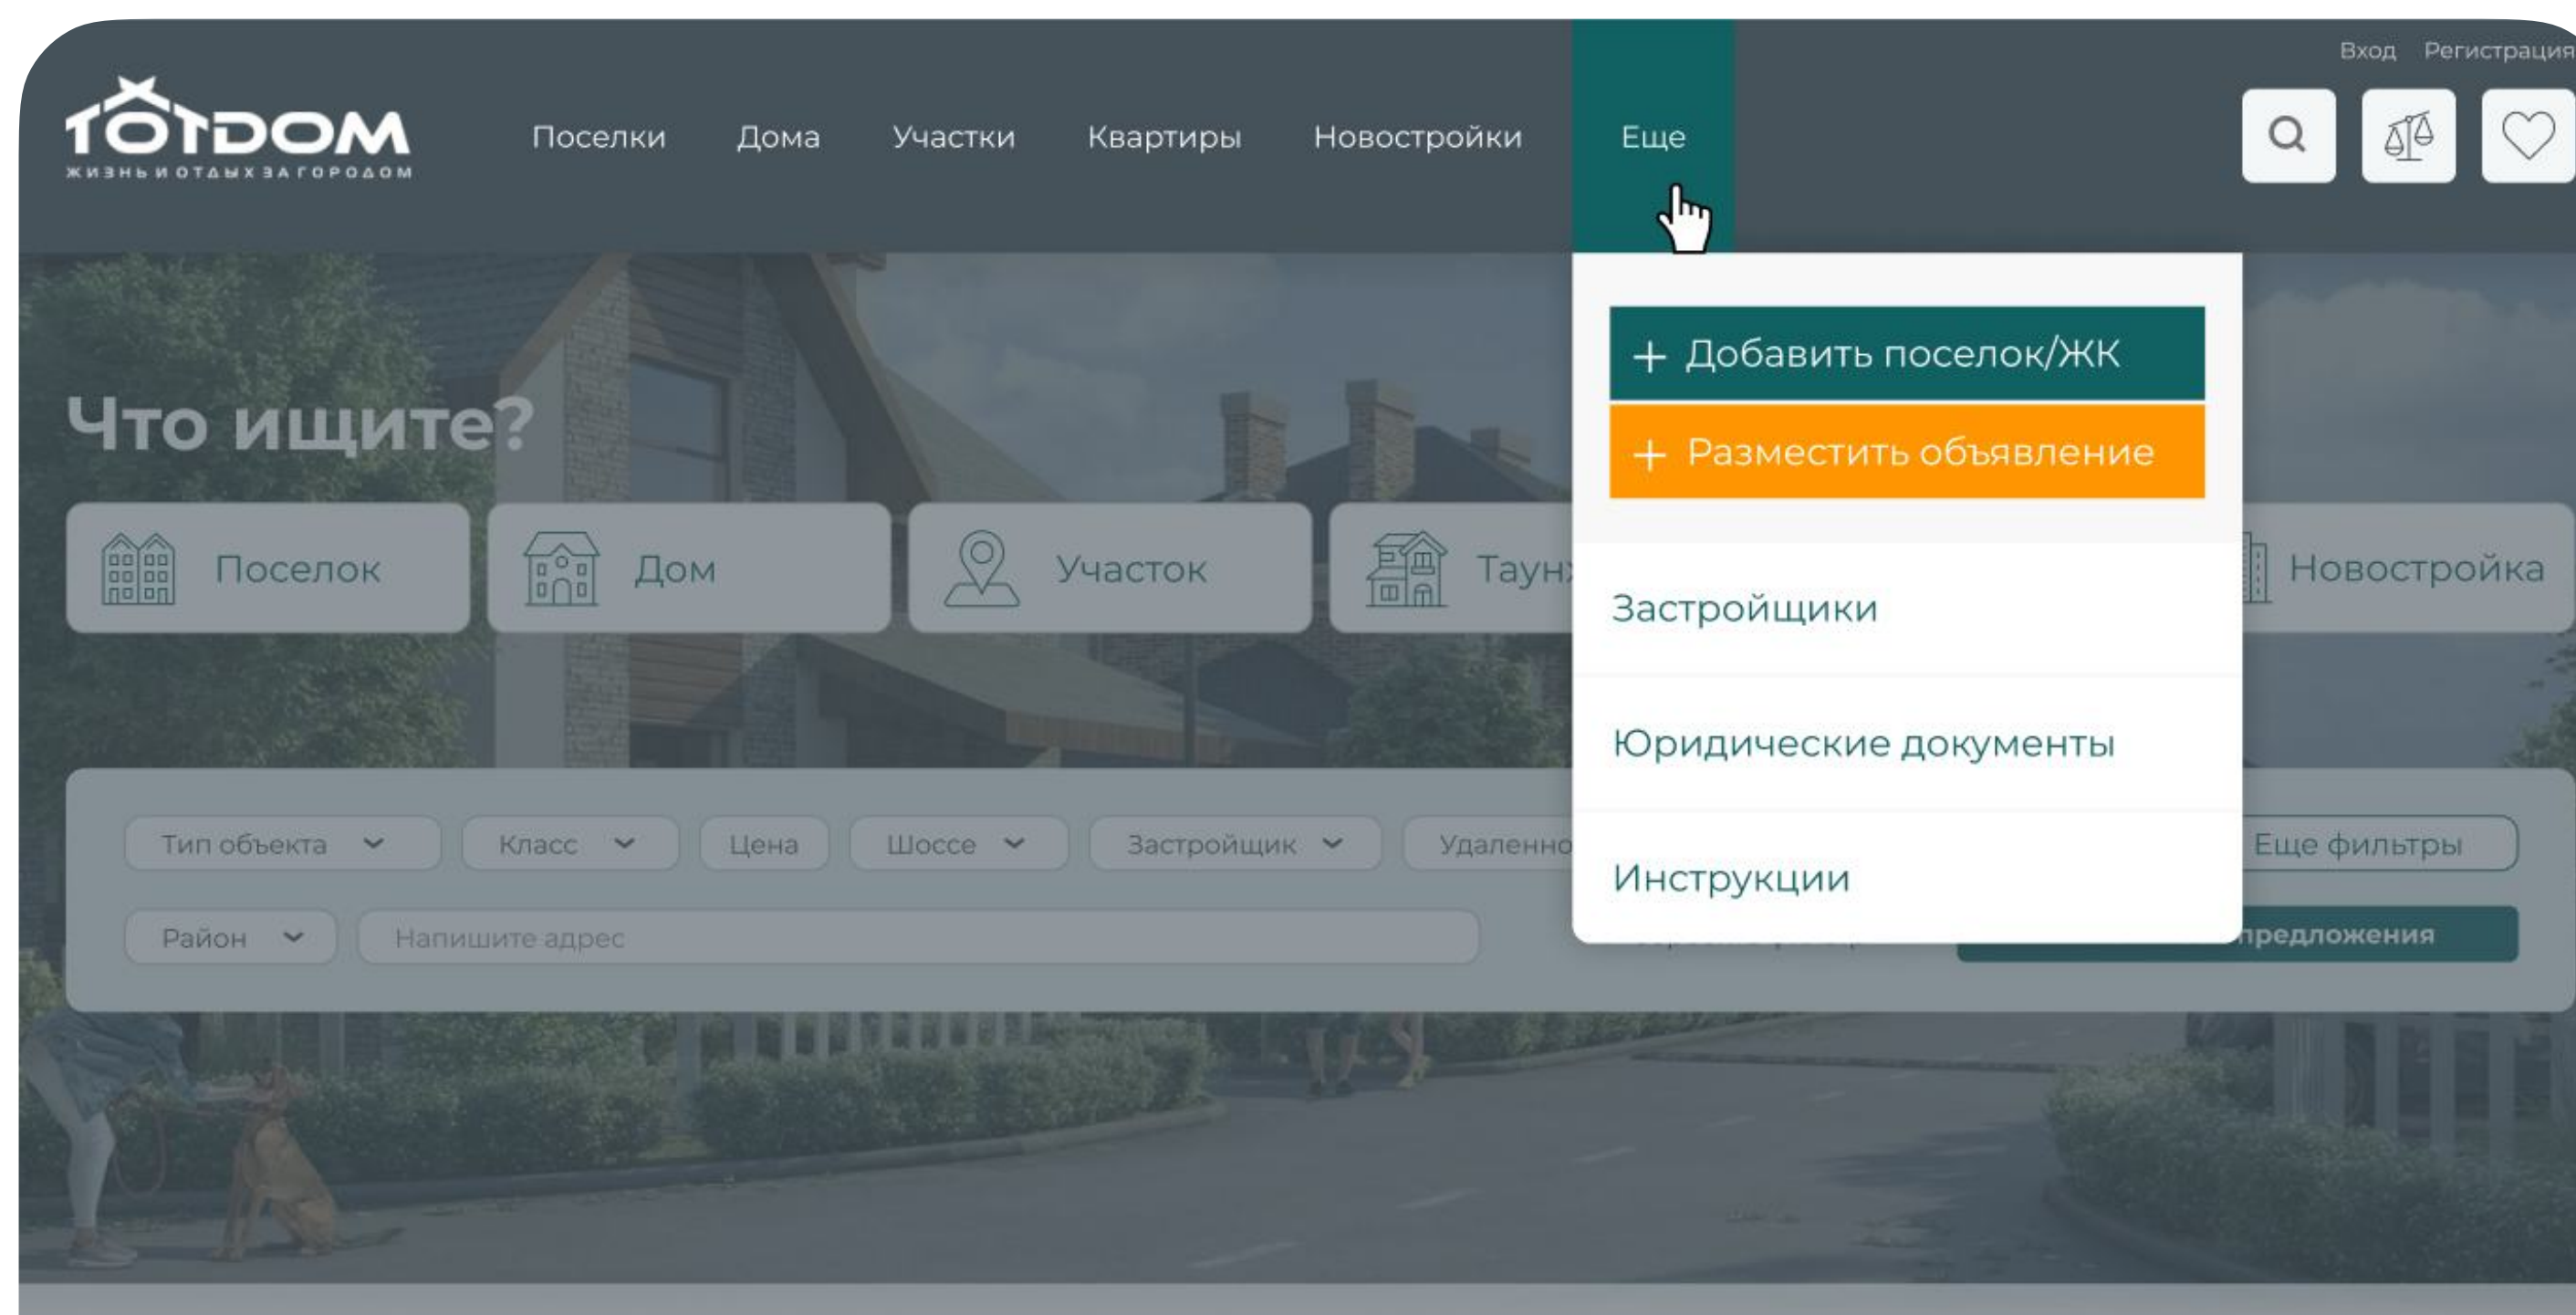 Вход Регистрация
ТОТДОМ
ЖИЗНЬ И ОТДЫХ ЗА ГОРОДОМ
Поселки Дома Участки Квартиры Новостройки Еще
+ Добавить поселок/ЖК
+ Разместить объявление
Что ищите?
Поселок Дом Участок Новостройка
Застройщики
Юридические документы
Тип объекта Класс Цена Шоссе Застройщик Еще фильтры
Инструкции
Район Напишите адрес предложения